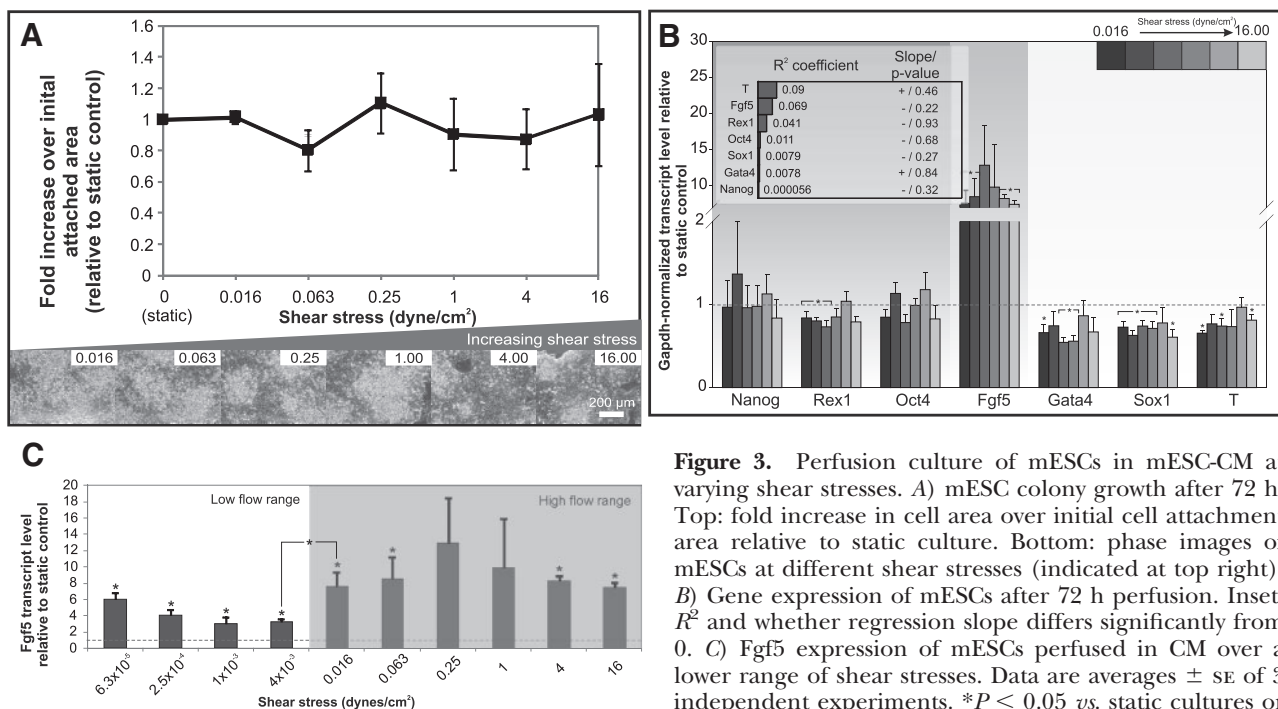 A
Fold increase over inital
attached area
(relative to static control)
1.6
1.4
1.2
1
0.8
0.6
0.4
0.2
0
0 0.016 0.063 0.25 1 4 16
(static)
Shear stress (dyne/cm²)
Increasing shear stress
0.016 0.063 0.25 1.00 4.00 16.00
200 µm
B
Shear stress (dyne/cm²)
0.016 16.00
Gapdh-normalized transcript level relative
to static control
30
25
20
15
10
2
1
0
R² coefficient
Slope/
p-value
T 0.09 + / 0.46
Fgf5 0.069 - / 0.22
Rex1 0.041 - / 0.93
Oct4 0.011 - / 0.68
Sox1 0.0079 - / 0.27
Gata4 0.0078 + / 0.84
Nanog 0.000056 - / 0.32
Nanog Rex1 Oct4 Fgf5 Gata4 Sox1 T
C
Fgf5 transcript level
relative to static control
20
18
16
14
12
10
8
6
4
2
0
Low flow range High flow range
6.3x10⁻⁵ 2.5x10⁻⁴ 1x10⁻³ 4x10⁻³ 0.016 0.063 0.25 1 4 16
Shear stress (dynes/cm²)
Figure 3. Perfusion culture of mESCs in mESC-CM a
varying shear stresses. A) mESC colony growth after 72 h
Top: fold increase in cell area over initial cell attachmen
area relative to static culture. Bottom: phase images o
mESCs at different shear stresses (indicated at top right)
B) Gene expression of mESCs after 72 h perfusion. Inset
R² and whether regression slope differs significantly from
0. C) Fgf5 expression of mESCs perfused in CM over a
lower range of shear stresses. Data are averages ± SE of 3
independent experiments. *P < 0.05 vs. static cultures or